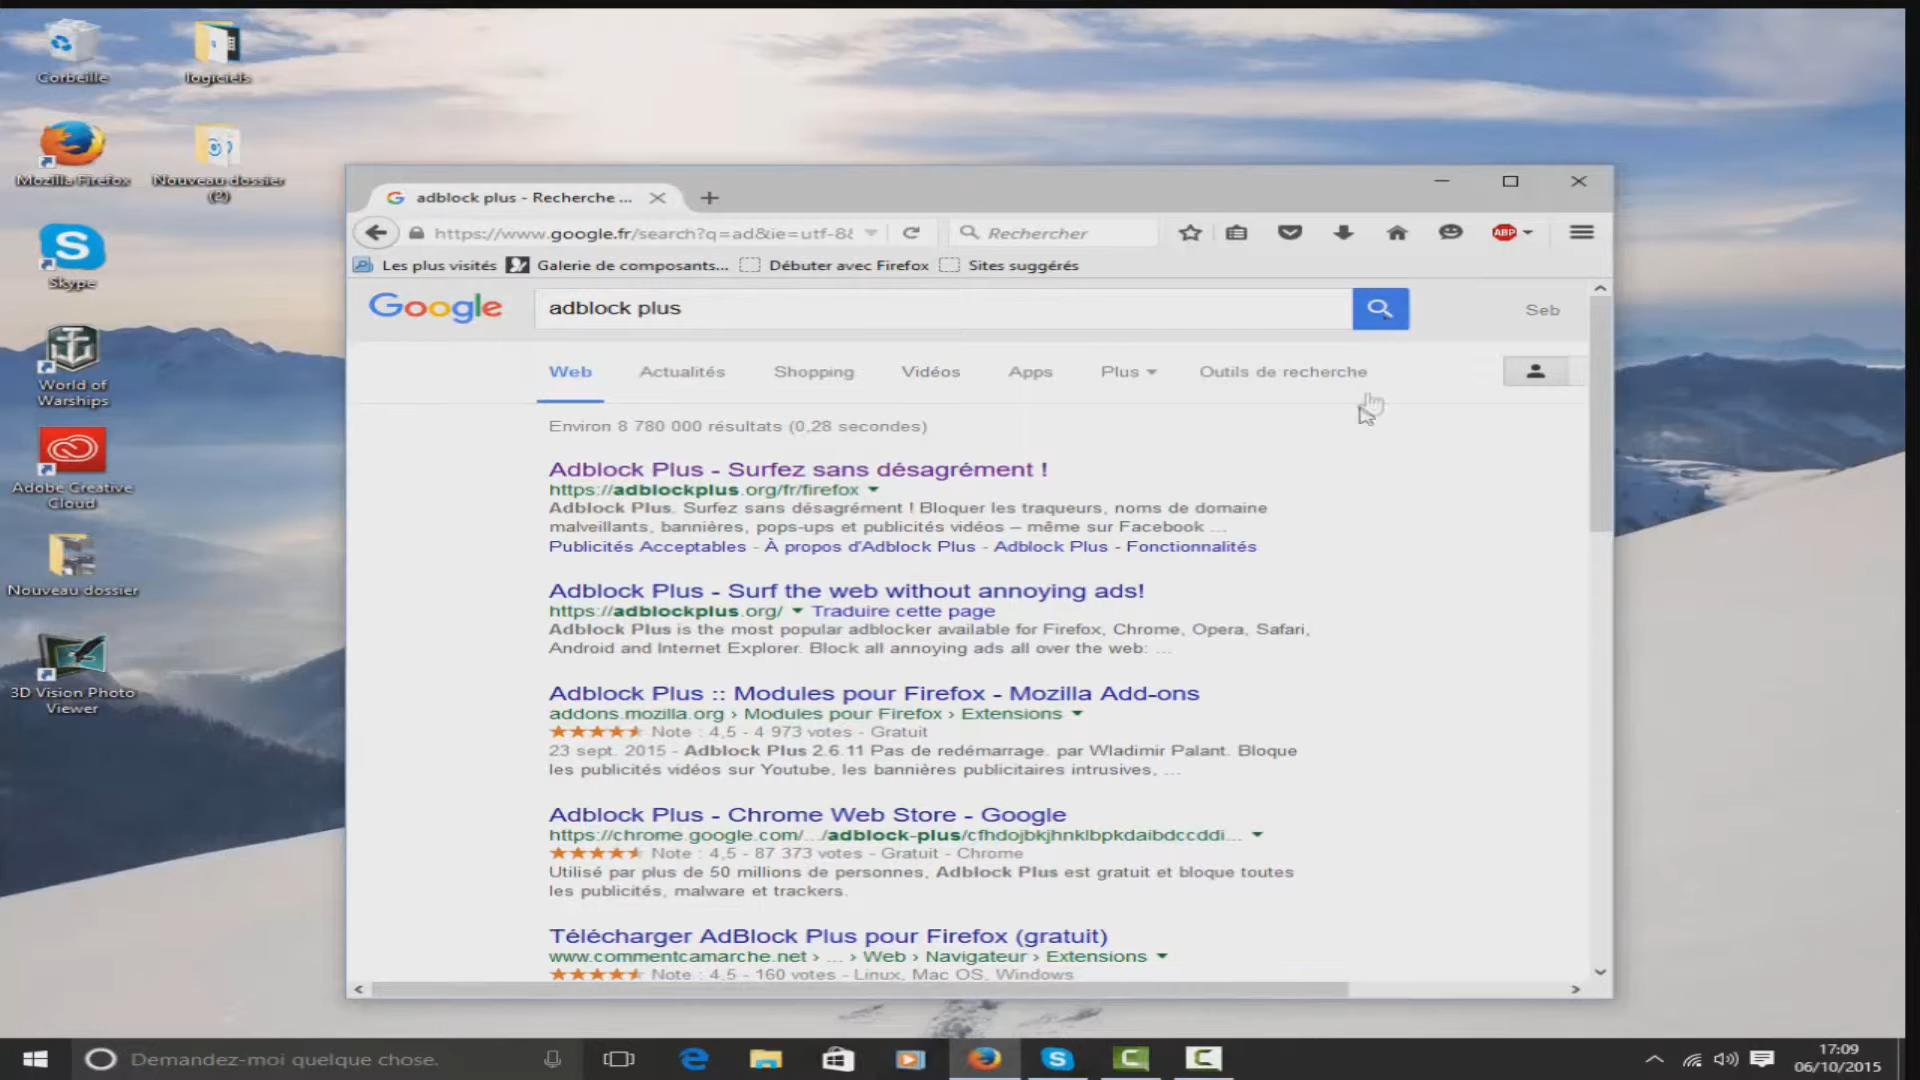 Corbeille
logiciels
Mozilla Firefox
Nouveau dossier
(2)
Skype
World of
Warships
Adobe Creative
Cloud
Nouveau dossier
3D Vision Photo
Viewer
adblock plus - Recherche ...
https://www.google.fr/search?q=ad&ie=utf-8&
Rechercher
ABP
Les plus visités
Galerie de composants...
Débuter avec Firefox
Sites suggérés
Google
adblock plus
Seb
Web
Actualités
Shopping
Vidéos
Apps
Plus
Outils de recherche
Environ 8 780 000 résultats (0,28 secondes)
Adblock Plus - Surfez sans désagrément !
https://adblockplus.org/fr/firefox
Adblock Plus. Surfez sans désagrément ! Bloquer les traqueurs, noms de domaine
malveillants, bannières, pops-ups et publicités vidéos – même sur Facebook ...
Publicités Acceptables - À propos d'Adblock Plus - Adblock Plus - Fonctionnalités
Adblock Plus - Surf the web without annoying ads!
https://adblockplus.org/ Traduire cette page
Adblock Plus is the most popular adblocker available for Firefox, Chrome, Opera, Safari,
Android and Internet Explorer. Block all annoying ads all over the web: ...
Adblock Plus :: Modules pour Firefox - Mozilla Add-ons
addons.mozilla.org › Modules pour Firefox › Extensions
Note : 4,5 - 4 973 votes - Gratuit
23 sept. 2015 - Adblock Plus 2.6.11 Pas de redémarrage. par Wladimir Palant. Bloque
les publicités vidéos sur Youtube, les bannières publicitaires intrusives, ...
Adblock Plus - Chrome Web Store - Google
https://chrome.google.com/.../adblock-plus/cfhdojbkjhnklbpkdaibdccddi...
Note : 4,5 - 87 373 votes - Gratuit - Chrome
Utilisé par plus de 50 millions de personnes, Adblock Plus est gratuit et bloque toutes
les publicités, malware et trackers.
Télécharger AdBlock Plus pour Firefox (gratuit)
www.commentcamarche.net › ... › Web › Navigateur › Extensions
Note : 4,5 - 160 votes - Linux, Mac OS, Windows
Demandez-moi quelque chose.
17:09
06/10/2015